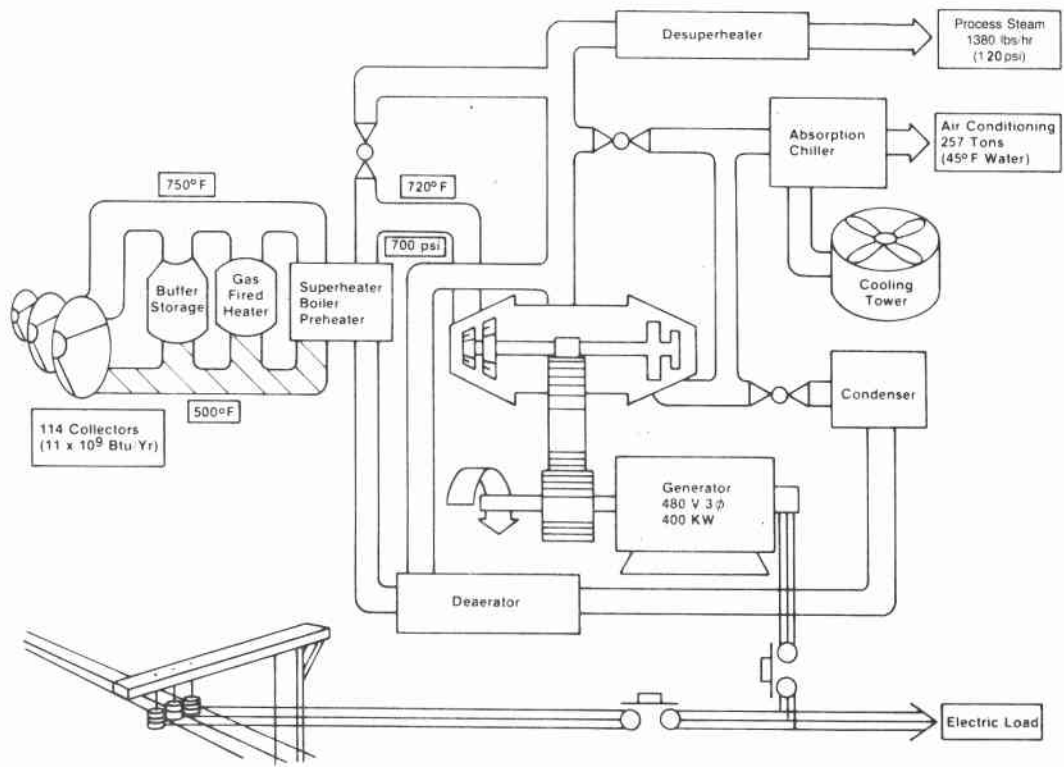 Desuperheater
Process Steam
1380 lbs/hr
(120 psi)
Absorption
Chiller
Air Conditioning
257 Tons
(45°F Water)
750°F
720°F
700 psi
Buffer
Storage
Gas
Fired
Heater
Superheater
Boiler
Preheater
Cooling
Tower
500°F
114 Collectors
(11 x 10⁹ Btu/Yr)
Condenser
Generator
480 V 3 ϕ
400 KW
Deaerator
Electric Load